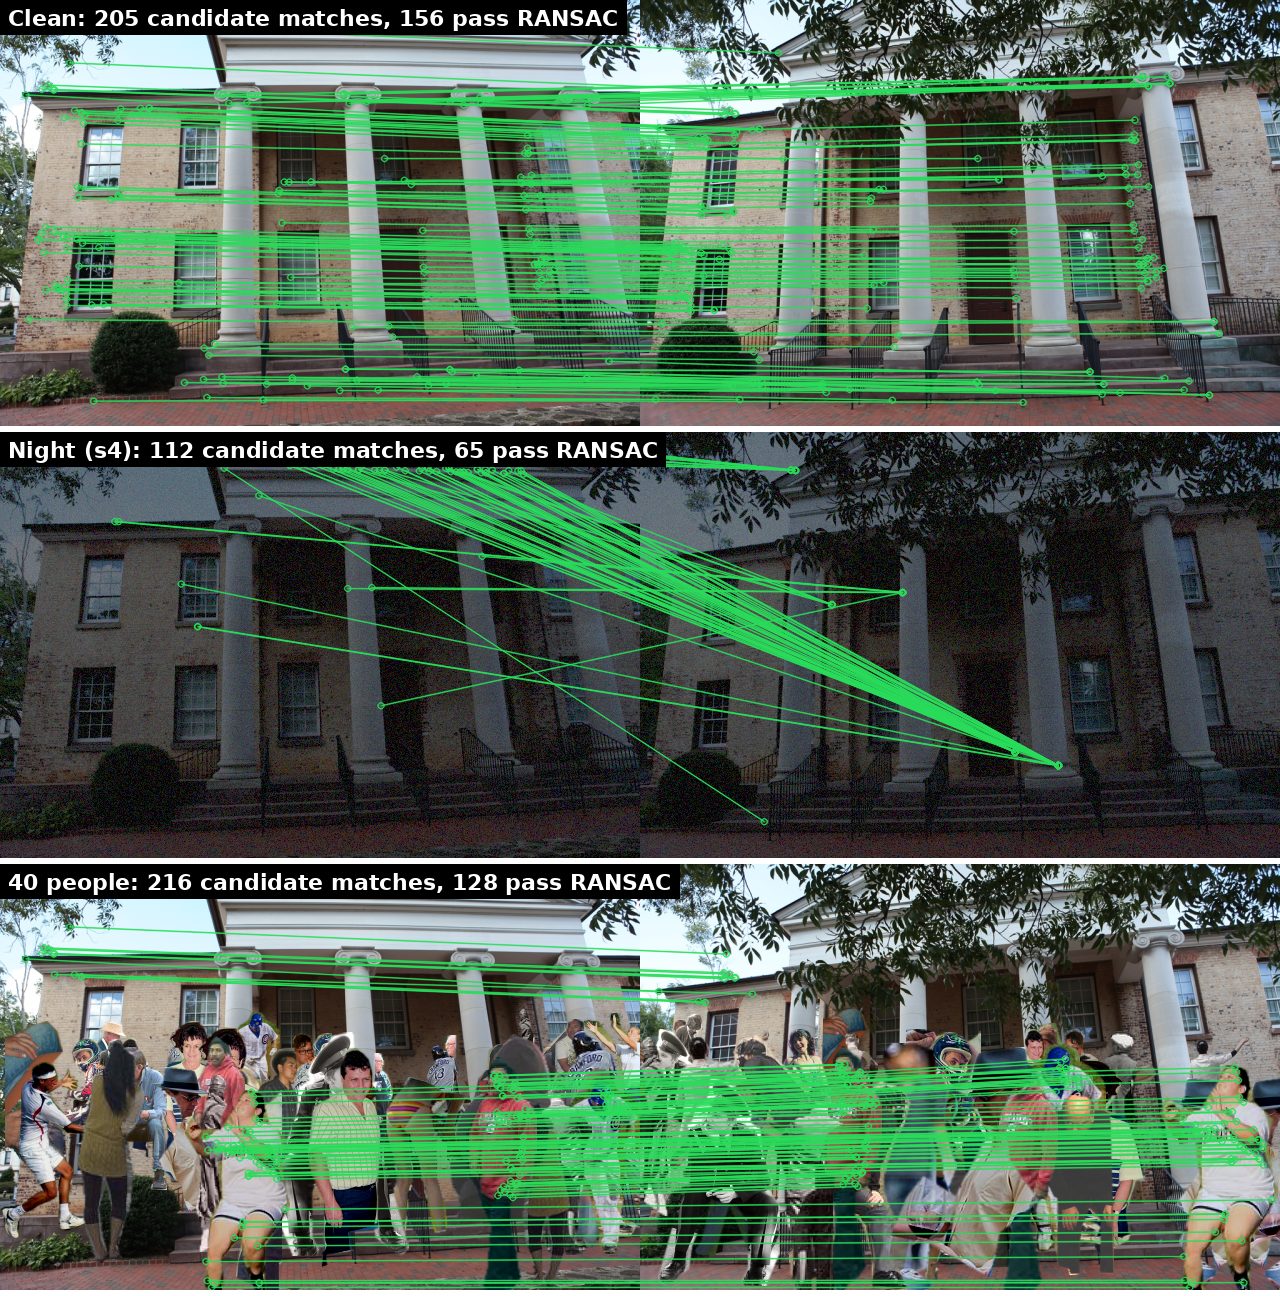 Clean: 205 candidate matches, 156 pass RANSAC
Night (s4): 112 candidate matches, 65 pass RANSAC
40 people: 216 candidate matches, 128 pass RANSAC